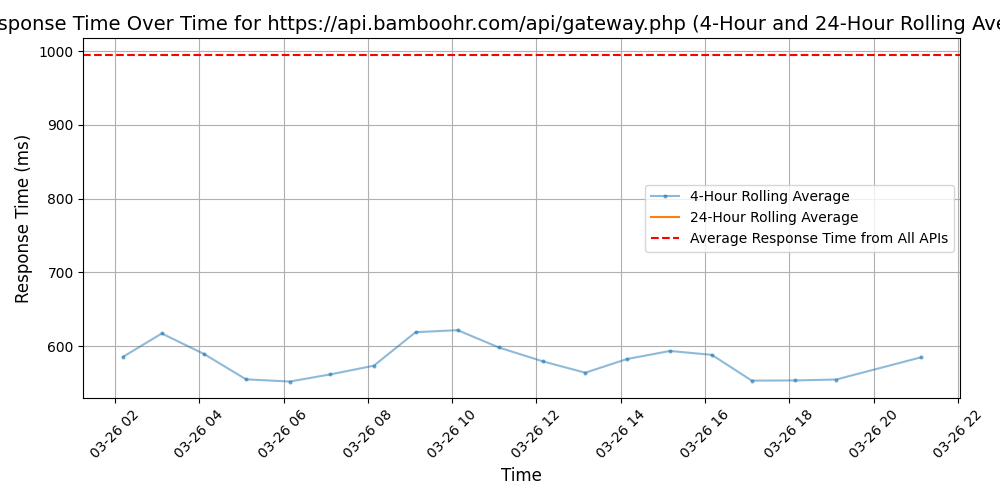 sponse Time Over Time for https://api.bamboohr.com/api/gateway.php (4-Hour and 24-Hour Rolling Ave
1000
900
800
700
600
Response Time (ms)
4-Hour Rolling Average
24-Hour Rolling Average
Average Response Time from All APIs
03-26 02
03-26 04
03-26 06
03-26 08
03-26 10
03-26 12
03-26 14
03-26 16
03-26 18
03-26 20
03-26 22
Time